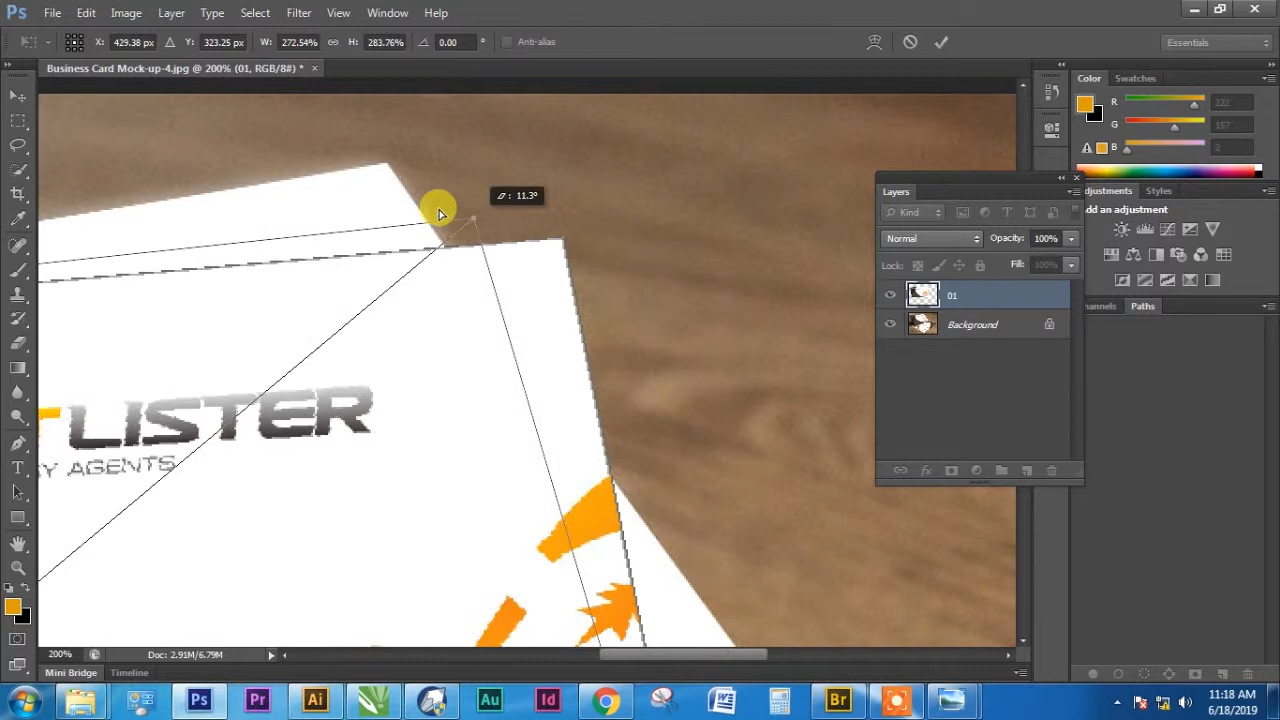 Ps File Edit Image Layer Type Select Filter View Window Help
X: 429.38 px Y: 323.25 px W: 272.54% H: 283.76% 0.00 ° Anti-alias Essentials
Business Card Mock-up-4.jpg @ 200% (01, RGB/8#) * ×
Color Swatches
R 222
G 157
B 2
11.3°
Layers
Adjustments Styles
Add an adjustment
Kind
Normal Opacity: 100%
Lock: Fill: 100%
01
Background
Channels Paths
LISTER
Y AGENTS
200% Doc: 2.91M/6.79M
Mini Bridge Timeline
Ps Pr Ai Au Id W Br
11:18 AM
6/18/2019